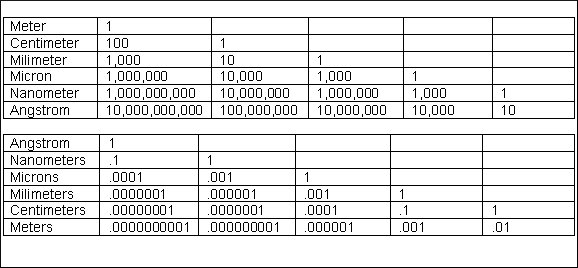 Meter 1
Centimeter 100 1
Milimeter 1,000 10 1
Micron 1,000,000 10,000 1,000 1
Nanometer 1,000,000,000 10,000,000 1,000,000 1,000 1
Angstrom 10,000,000,000 100,000,000 10,000,000 10,000 10
Angstrom 1
Nanometers .1 1
Microns .0001 .001 1
Milimeters .0000001 .000001 .001 1
Centimeters .00000001 .0000001 .0001 .1 1
Meters .0000000001 .000000001 .000001 .001 .01